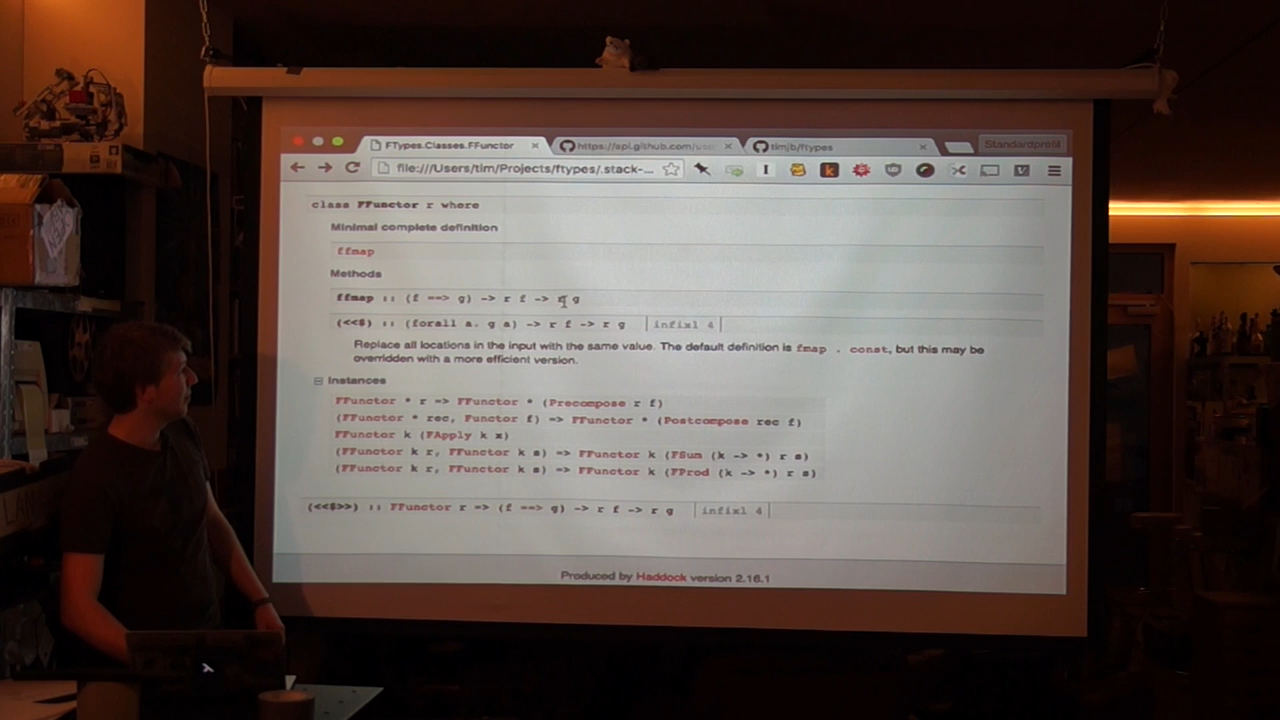 FTypes.Classes.FFunctor
https://api.github.com/use
timjb/ftypes
Standardprofil
file:///Users/tim/Projects/ftypes/.stack-...
class FFunctor r where
Minimal complete definition
ffmap
Methods
ffmap :: (f ==> g) -> r f -> r g
(<<$) :: (forall a. g a) -> r f -> r g infixl 4
Replace all locations in the input with the same value. The default definition is fmap . const, but this may be
overridden with a more efficient version.
Instances
FFunctor * r => FFunctor * (Precompose r f)
(FFunctor * rec, Functor f) => FFunctor * (Postcompose rec f)
FFunctor k (FApply k x)
(FFunctor k r, FFunctor k s) => FFunctor k (FSum (k -> *) r s)
(FFunctor k r, FFunctor k s) => FFunctor k (FProd (k -> *) r s)
(<<$>>) :: FFunctor r => (f ==> g) -> r f -> r g infixl 4
Produced by Haddock version 2.16.1